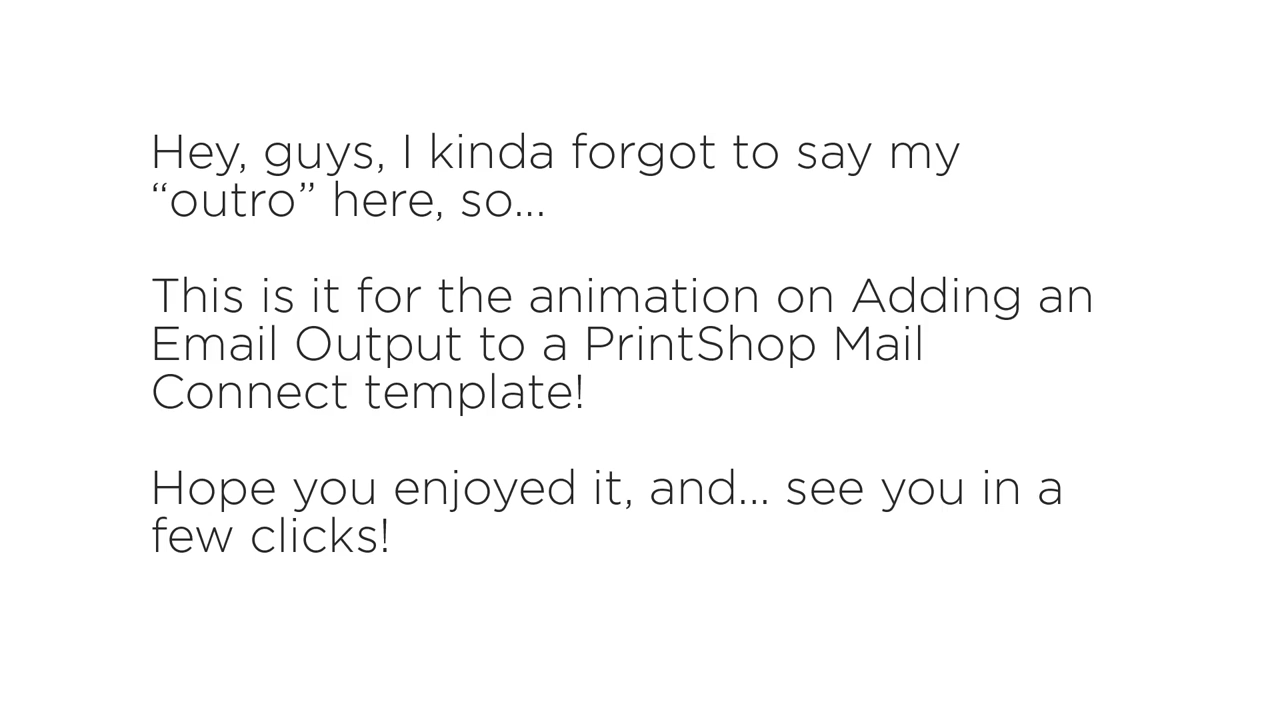 Hey, guys, I kinda forgot to say my
“outro” here, so...
This is it for the animation on Adding an
Email Output to a PrintShop Mail
Connect template!
Hope you enjoyed it, and... see you in a
few clicks!